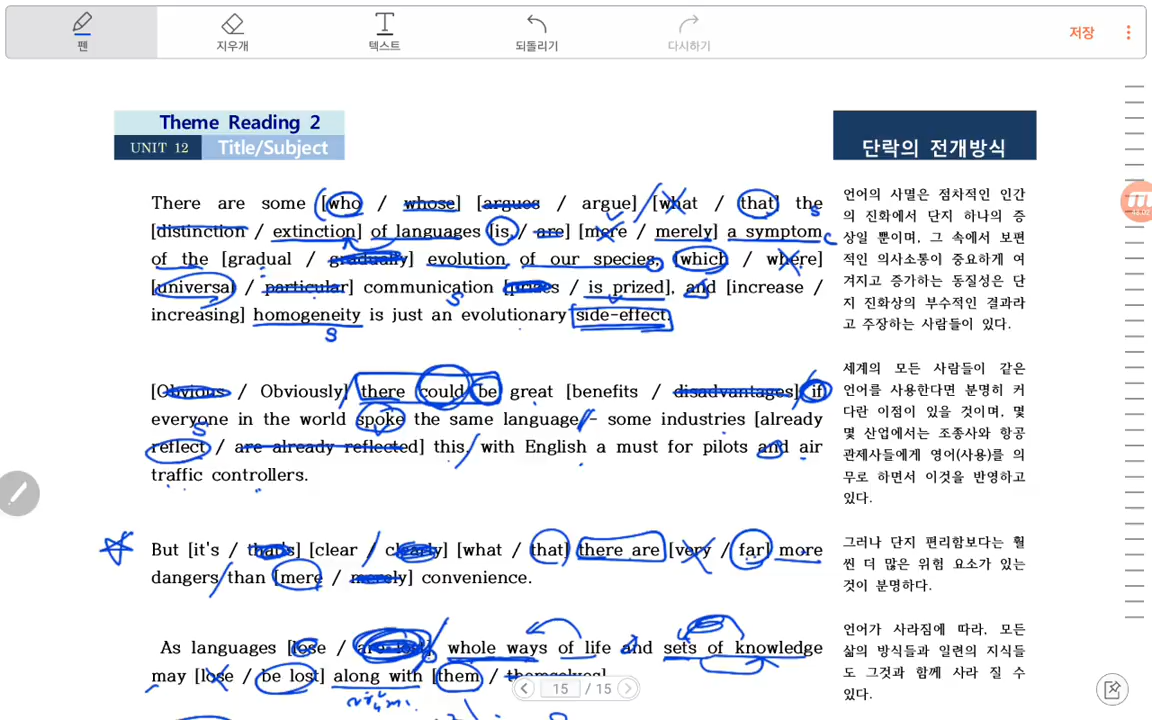 펜
지우개
텍스트
되돌리기
다시하기
저장
Theme Reading 2
UNIT 12 Title/Subject
There are some [who / whose] [argues / argue] [what / that] the
[distinction / extinction] of languages [is / are] [mere / merely] a symptom
of the [gradual / gradually] evolution of our species, [which / where]
[universal / particular] communication [prizes / is prized], and [increase /
increasing] homogeneity is just an evolutionary side-effect.
[Obvious / Obviously] there could be great [benefits / disadvantages] if
everyone in the world spoke the same language - some industries [already
reflect / are already reflected] this, with English a must for pilots and air
traffic controllers.
But [it's / that's] [clear / clearly] [what / that] there are [very / far] more
dangers than [mere / merely] convenience.
As languages [lose / are lost], whole ways of life and sets of knowledge
may [lose / be lost] along with [them / themselves].
단락의 전개방식
언어의 사멸은 점차적인 인간
의 진화에서 단지 하나의 증
상일 뿐이며, 그 속에서 보편
적인 의사소통이 중요하게 여
겨지고 증가하는 동질성은 단
지 진화상의 부수적인 결과라
고 주장하는 사람들이 있다.
세계의 모든 사람들이 같은
언어를 사용한다면 분명히 커
다란 이점이 있을 것이며, 몇
몇 산업에서는 조종사와 항공
관제사들에게 영어(사용)를 의
무로 하면서 이것을 반영하고
있다.
그러나 단지 편리함보다는 훨
씬 더 많은 위험 요소가 있는
것이 분명하다.
언어가 사라짐에 따라, 모든
삶의 방식들과 일련의 지식들
도 그것과 함께 사라 질 수
있다.
15 / 15